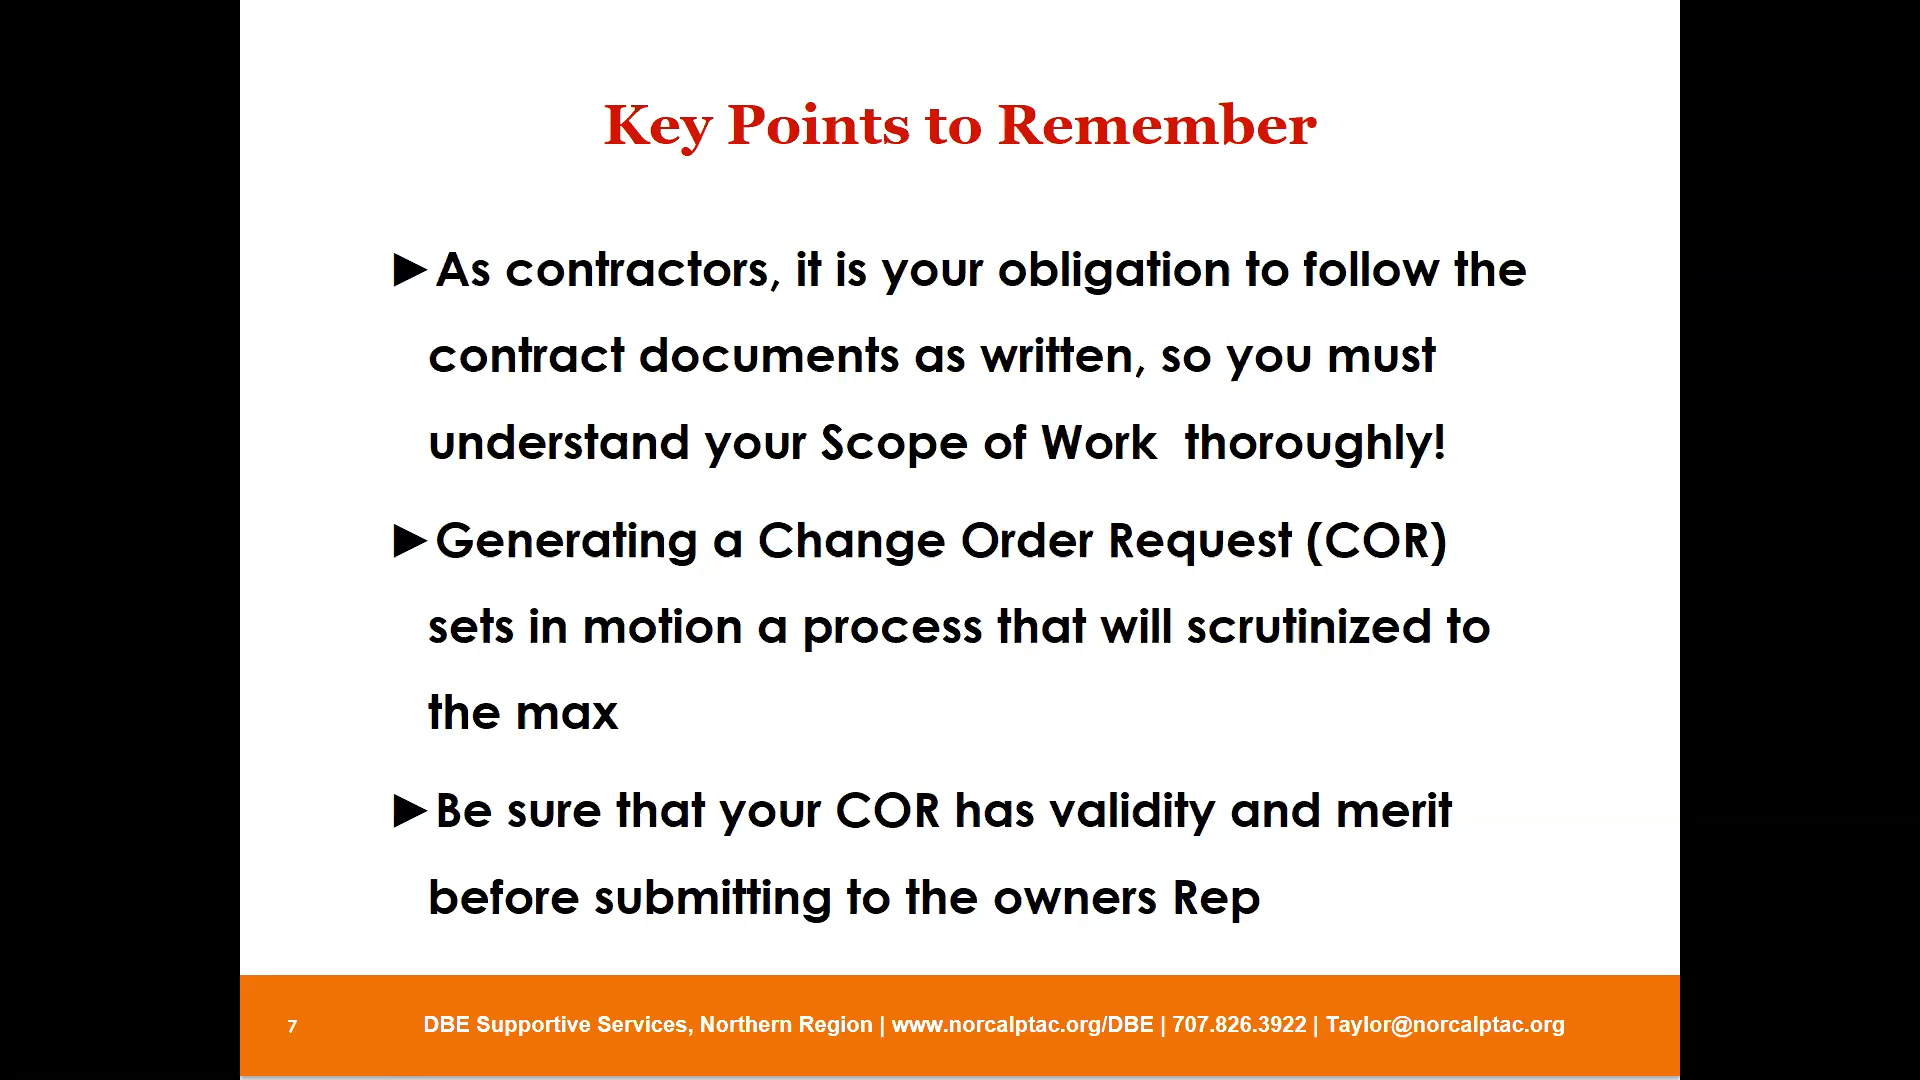 Key Points to Remember
►As contractors, it is your obligation to follow the
contract documents as written, so you must
understand your Scope of Work  thoroughly!
►Generating a Change Order Request (COR)
sets in motion a process that will scrutinized to
the max
►Be sure that your COR has validity and merit
before submitting to the owners Rep
7 DBE Supportive Services, Northern Region | www.norcalptac.org/DBE | 707.826.3922 | Taylor@norcalptac.org